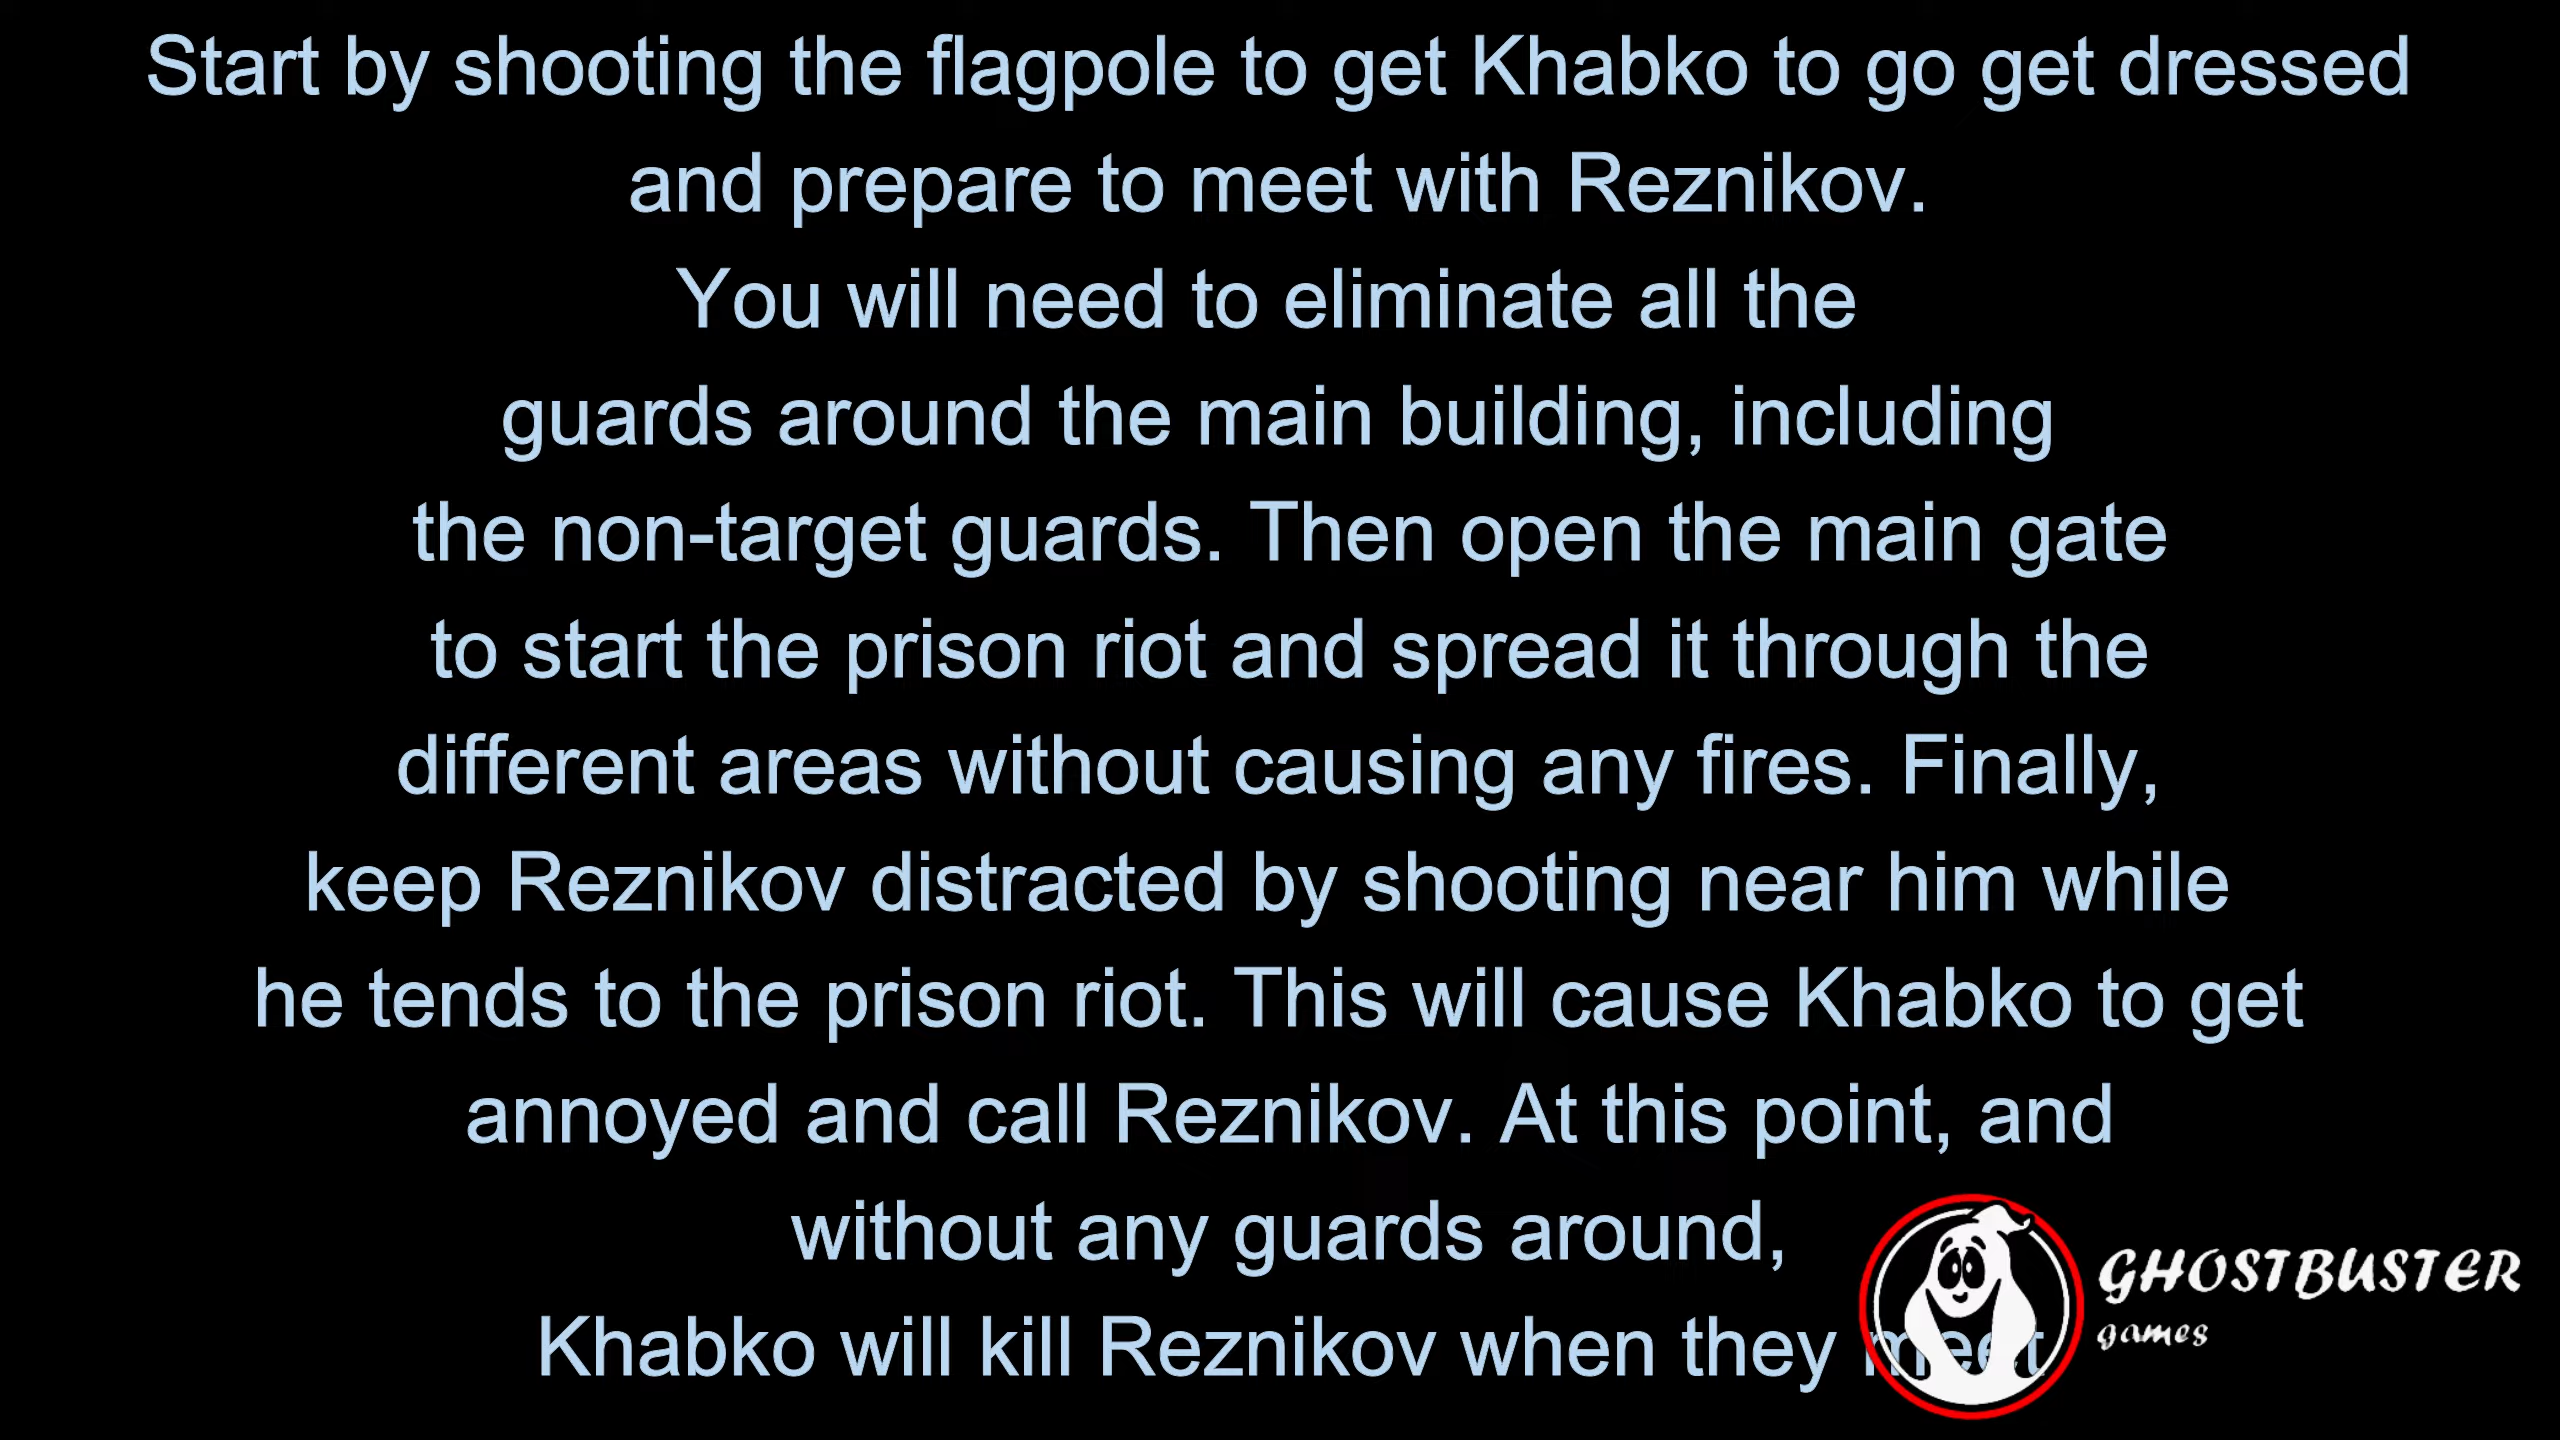 Start by shooting the flagpole to get Khabko to go get dressed
and prepare to meet with Reznikov.
You will need to eliminate all the
guards around the main building, including
the non-target guards. Then open the main gate
to start the prison riot and spread it through the
different areas without causing any fires. Finally,
keep Reznikov distracted by shooting near him while
he tends to the prison riot. This will cause Khabko to get
annoyed and call Reznikov. At this point, and
without any guards around,
Khabko will kill Reznikov when they meet
GHOSTBUSTER
games